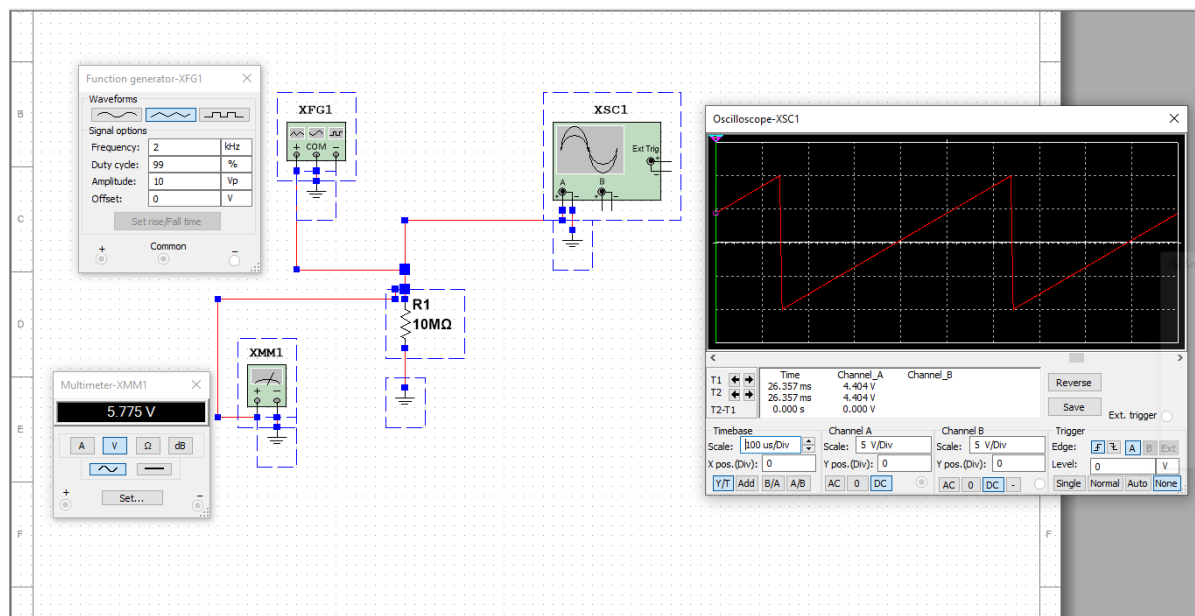 B
C
D
E
F
F
Function generator-XFG1
Waveforms
Signal options
Frequency: 2 kHz
Duty cycle: 99 %
Amplitude: 10 Vp
Offset: 0 V
Set rise/Fall time
+ Common −
XFG1
+ COM −
XSC1
Ext Trig
+
−
A B
+ − + −
R1
10MΩ
XMM1
+ −
Multimeter-XMM1
5.775 V
A V Ω dB
+ −
Set...
Oscilloscope-XSC1
Time Channel_A Channel_B
T1 26.357 ms 4.404 V
T2 26.357 ms 4.404 V
T2-T1 0.000 s 0.000 V
Reverse
Save
Ext. trigger
Timebase
Scale: 100 us/Div
X pos.(Div): 0
Y/T Add B/A A/B
Channel A
Scale: 5 V/Div
Y pos.(Div): 0
AC 0 DC
Channel B
Scale: 5 V/Div
Y pos.(Div): 0
AC 0 DC -
Trigger
Edge: A B Ext
Level: 0 V
Single Normal Auto None